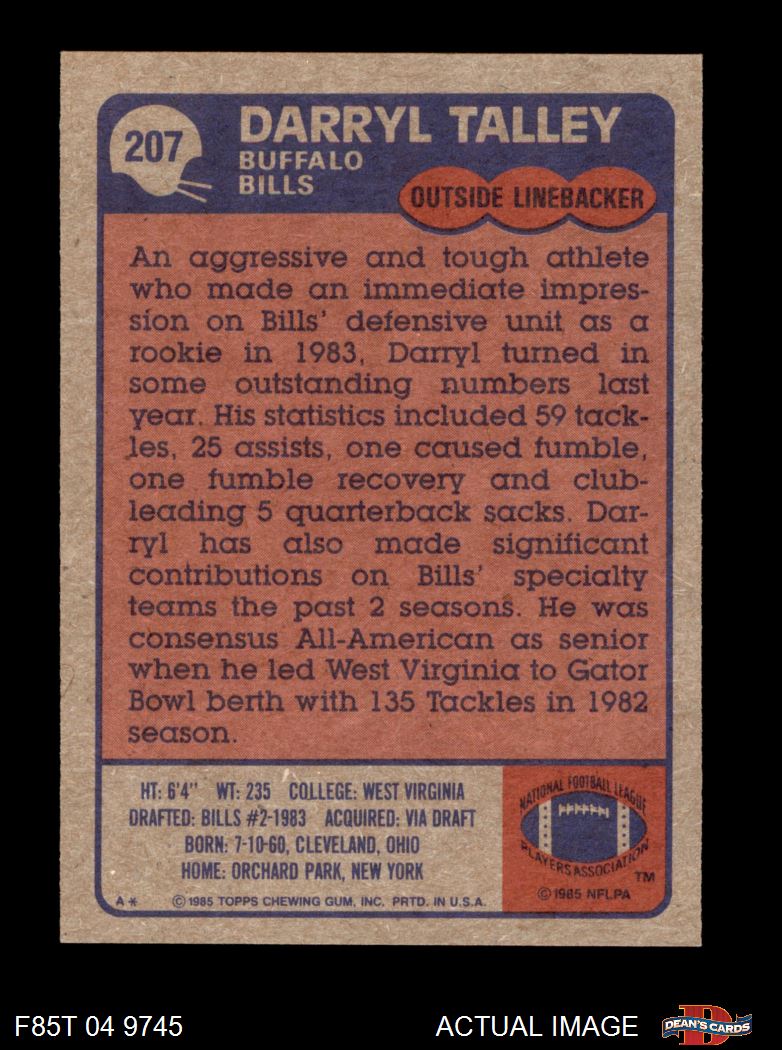 207
DARRYL TALLEY
BUFFALO
BILLS
OUTSIDE LINEBACKER
An aggressive and tough athlete
who made an immediate impres-
sion on Bills' defensive unit as a
rookie in 1983, Darryl turned in
some outstanding numbers last
year. His statistics included 59 tack-
les, 25 assists, one caused fumble,
one fumble recovery and club-
leading 5 quarterback sacks. Dar-
ryl has also made significant
contributions on Bills' specialty
teams the past 2 seasons. He was
consensus All-American as senior
when he led West Virginia to Gator
Bowl berth with 135 Tackles in 1982
season.
HT: 6'4" WT: 235 COLLEGE: WEST VIRGINIA
DRAFTED: BILLS #2-1983 ACQUIRED: VIA DRAFT
BORN: 7-10-60, CLEVELAND, OHIO
HOME: ORCHARD PARK, NEW YORK
A* ©1985 TOPPS CHEWING GUM, INC. PRTD. IN U.S.A.
NATIONAL FOOTBALL LEAGUE
PLAYERS ASSOCIATION
TM
©1985 NFLPA
F85T 04 9745
ACTUAL IMAGE
D
DEAN'S CARDS